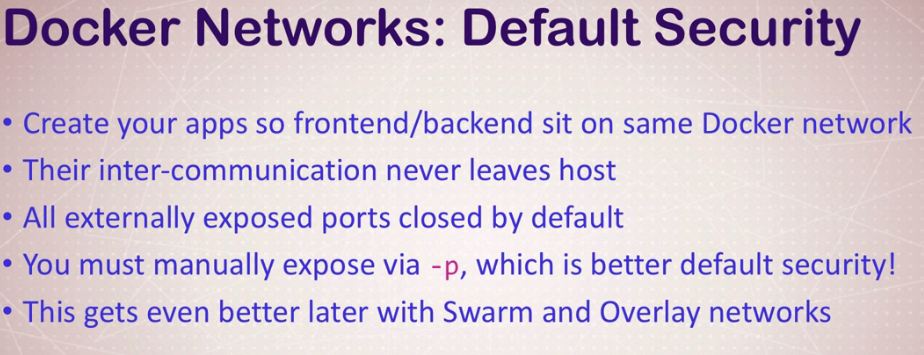 Docker Networks: Default Security
• Create your apps so frontend/backend sit on same Docker network
• Their inter-communication never leaves host
• All externally exposed ports closed by default
• You must manually expose via -p, which is better default security!
• This gets even better later with Swarm and Overlay networks